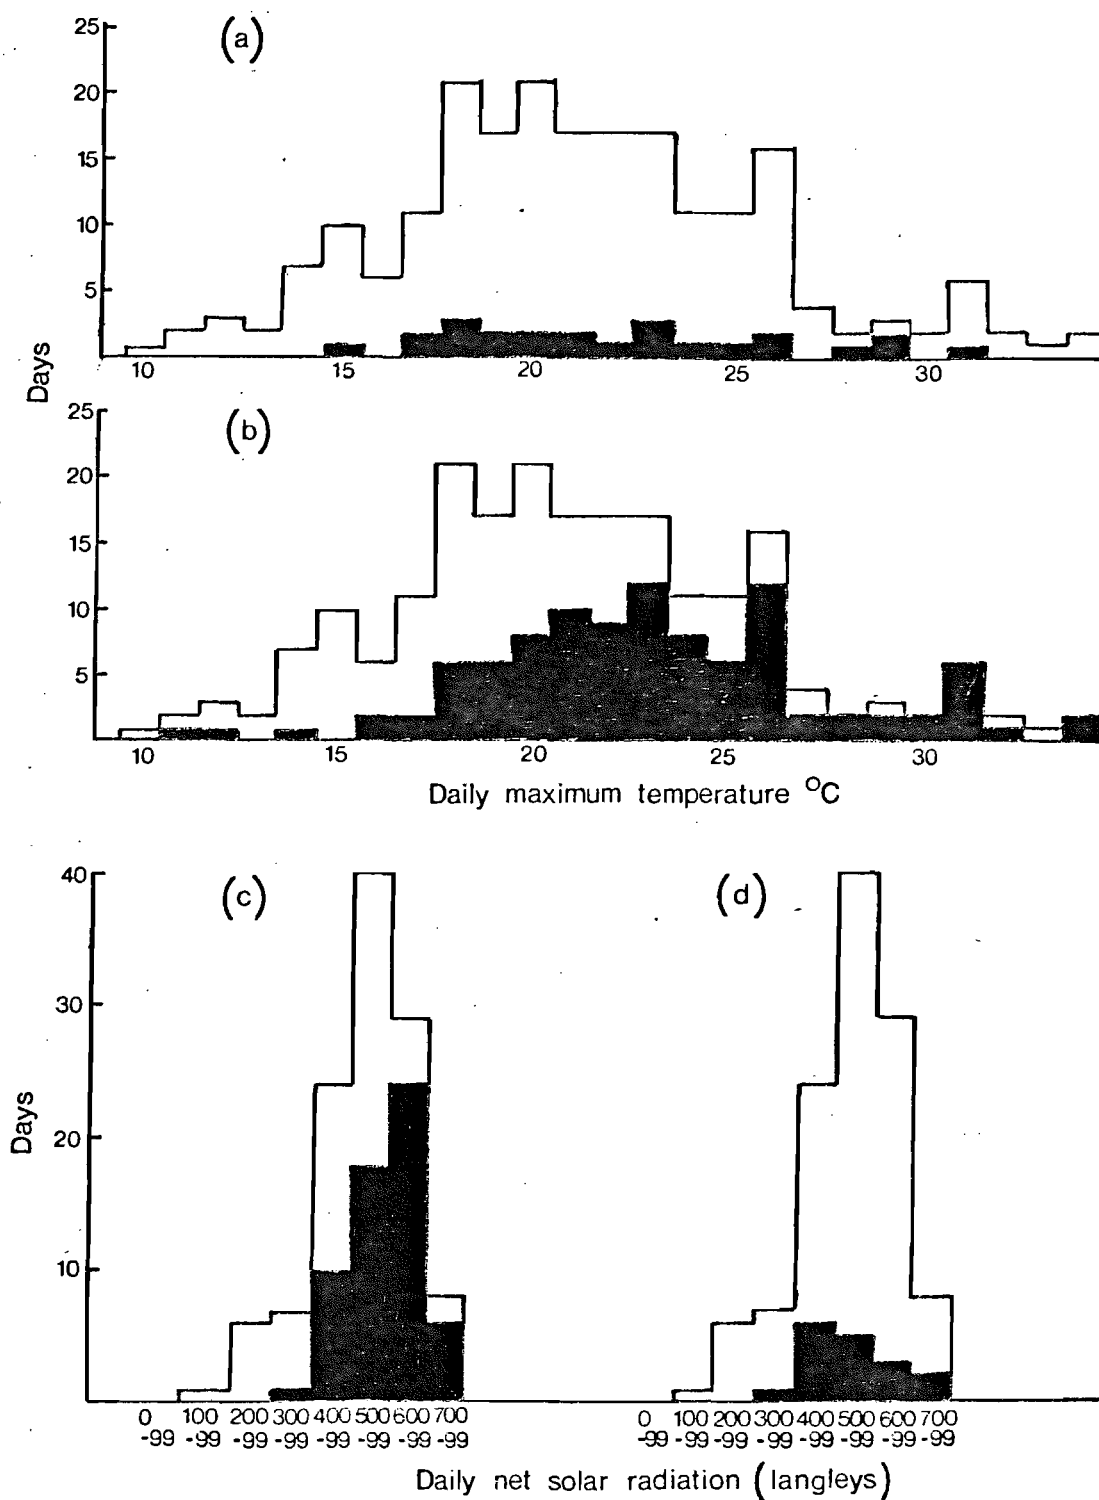 (a)
25
20
15
10
5
10 15 20 25 30
Days
(b)
25
20
15
10
5
10 15 20 25 30
Daily maximum temperature °C
(c)
(d)
40
30
20
10
Days
0 100 200 300 400 500 600 700
-99 -99 -99 -99 -99 -99 -99 -99
0 100 200 300 400 500 600 700
-99 -99 -99 -99 -99 -99 -99 -99
Daily net solar radiation (langleys)